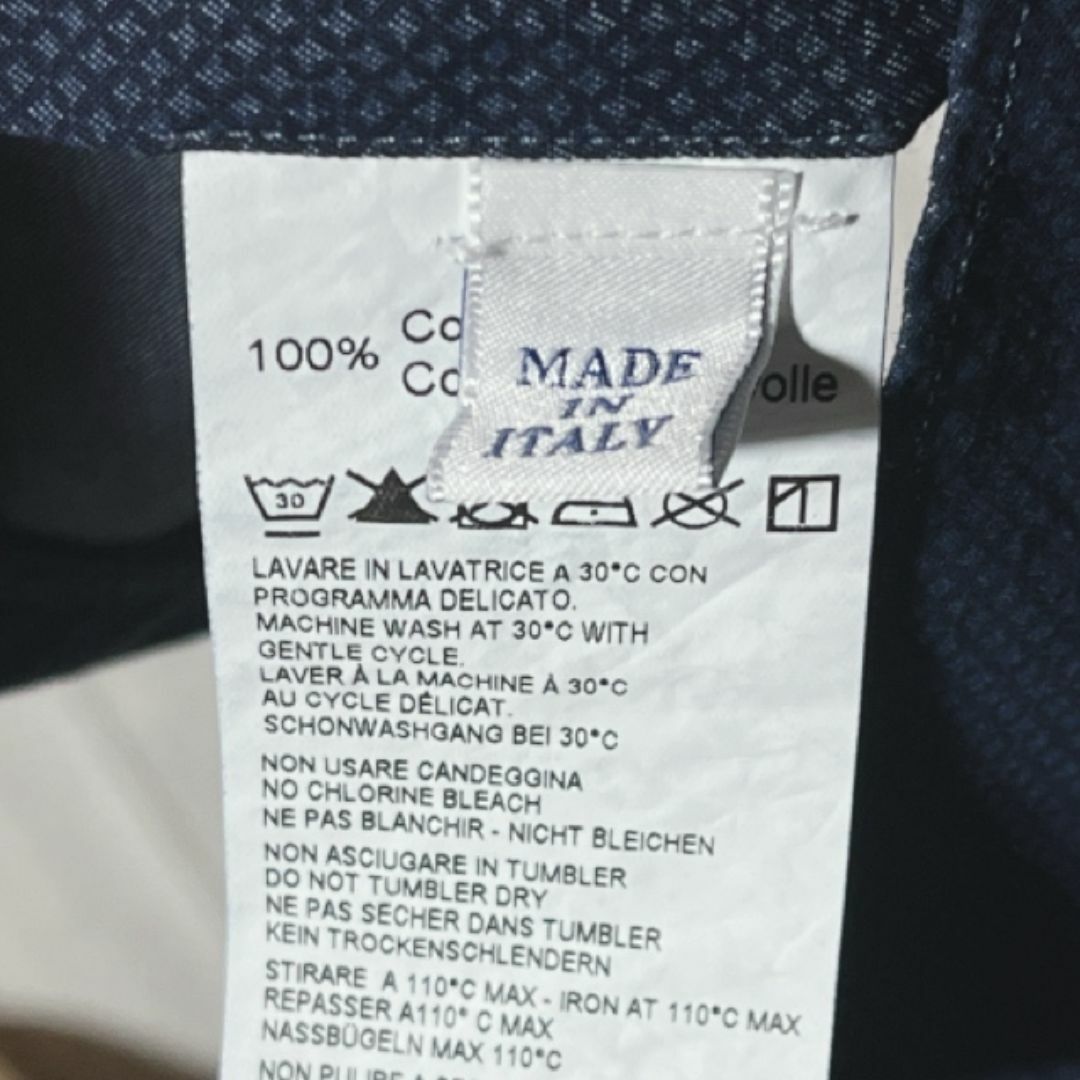 100%
MADE
IN
ITALY
30
LAVARE IN LAVATRICE A 30°C CON
PROGRAMMA DELICATO.
MACHINE WASH AT 30°C WITH
GENTLE CYCLE.
LAVER À LA MACHINE À 30°C
AU CYCLE DÉLICAT.
SCHONWASHGANG BEI 30°C
NON USARE CANDEGGINA
NO CHLORINE BLEACH
NE PAS BLANCHIR - NICHT BLEICHEN
NON ASCIUGARE IN TUMBLER
DO NOT TUMBLER DRY
NE PAS SECHER DANS TUMBLER
KEIN TROCKENSCHLENDERN
STIRARE A 110°C MAX - IRON AT 110°C MAX
REPASSER A110° C MAX
NASSBÜGELN MAX 110°C
NON